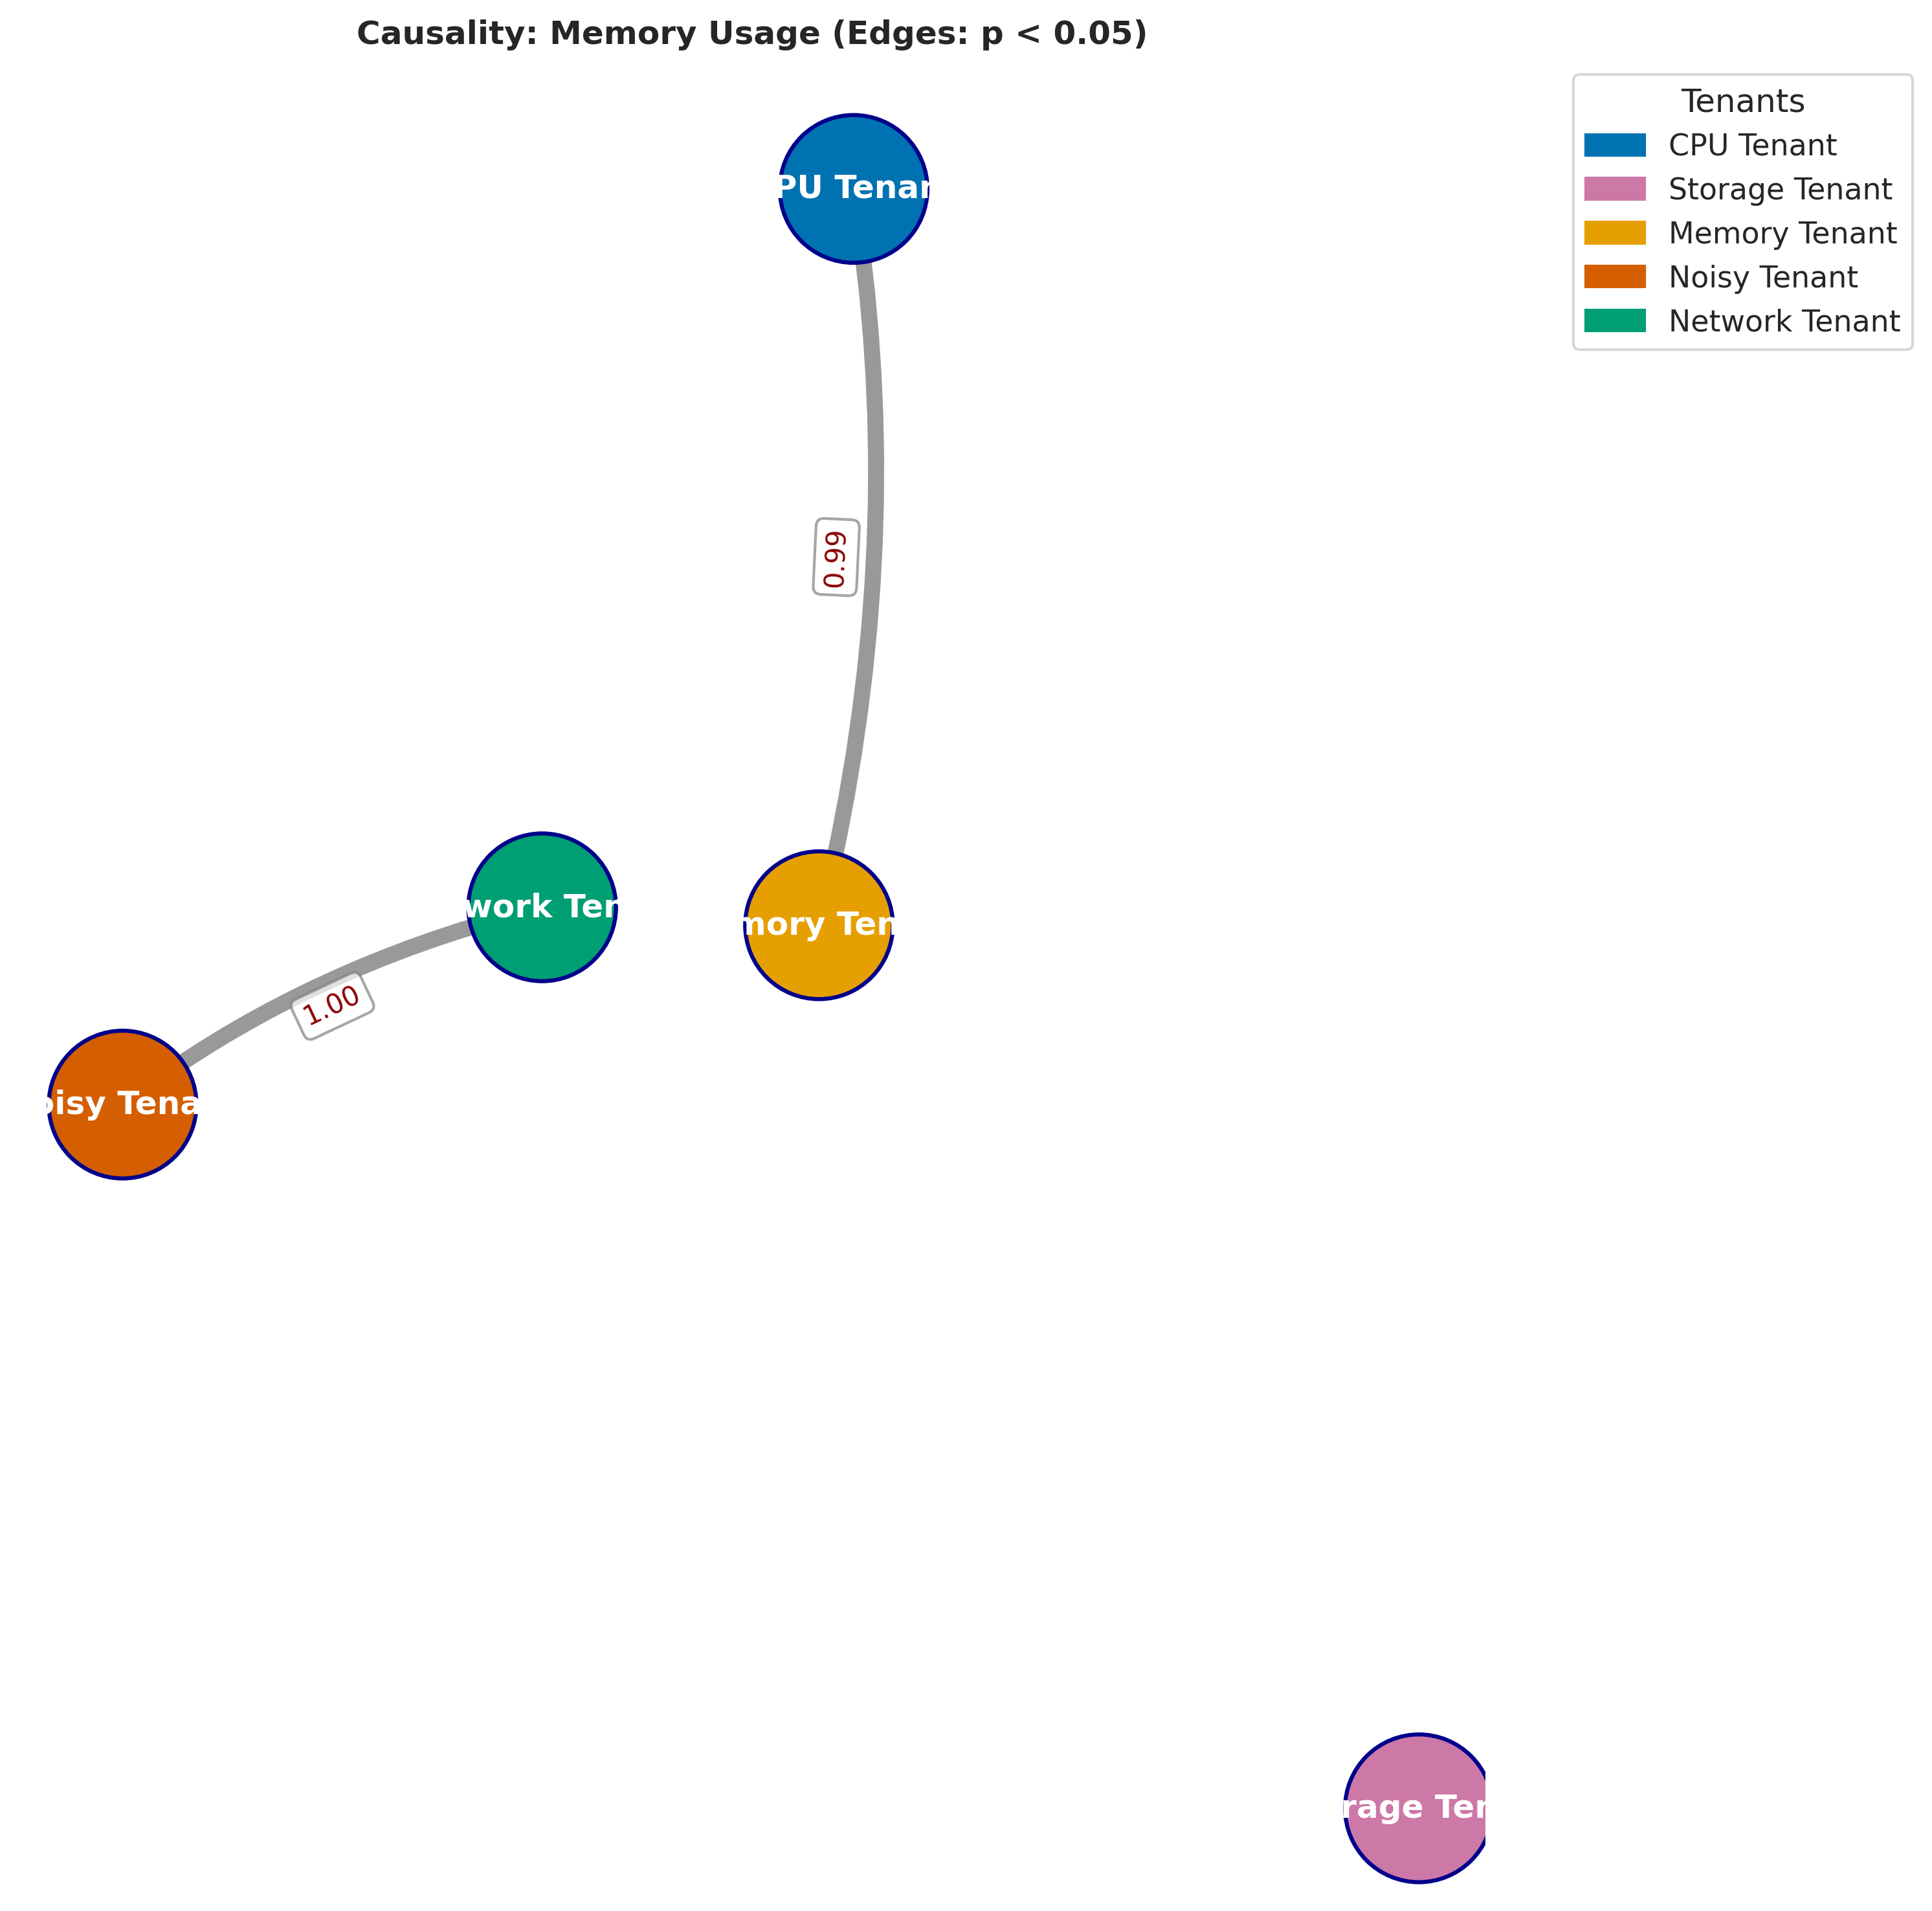 Causality: Memory Usage (Edges: p < 0.05)
Tenants
CPU Tenant
Storage Tenant
Memory Tenant
Noisy Tenant
Network Tenant
PU Tenan
0.99
work Ten
mory Ten
1.00
oisy Tena
rage Ten